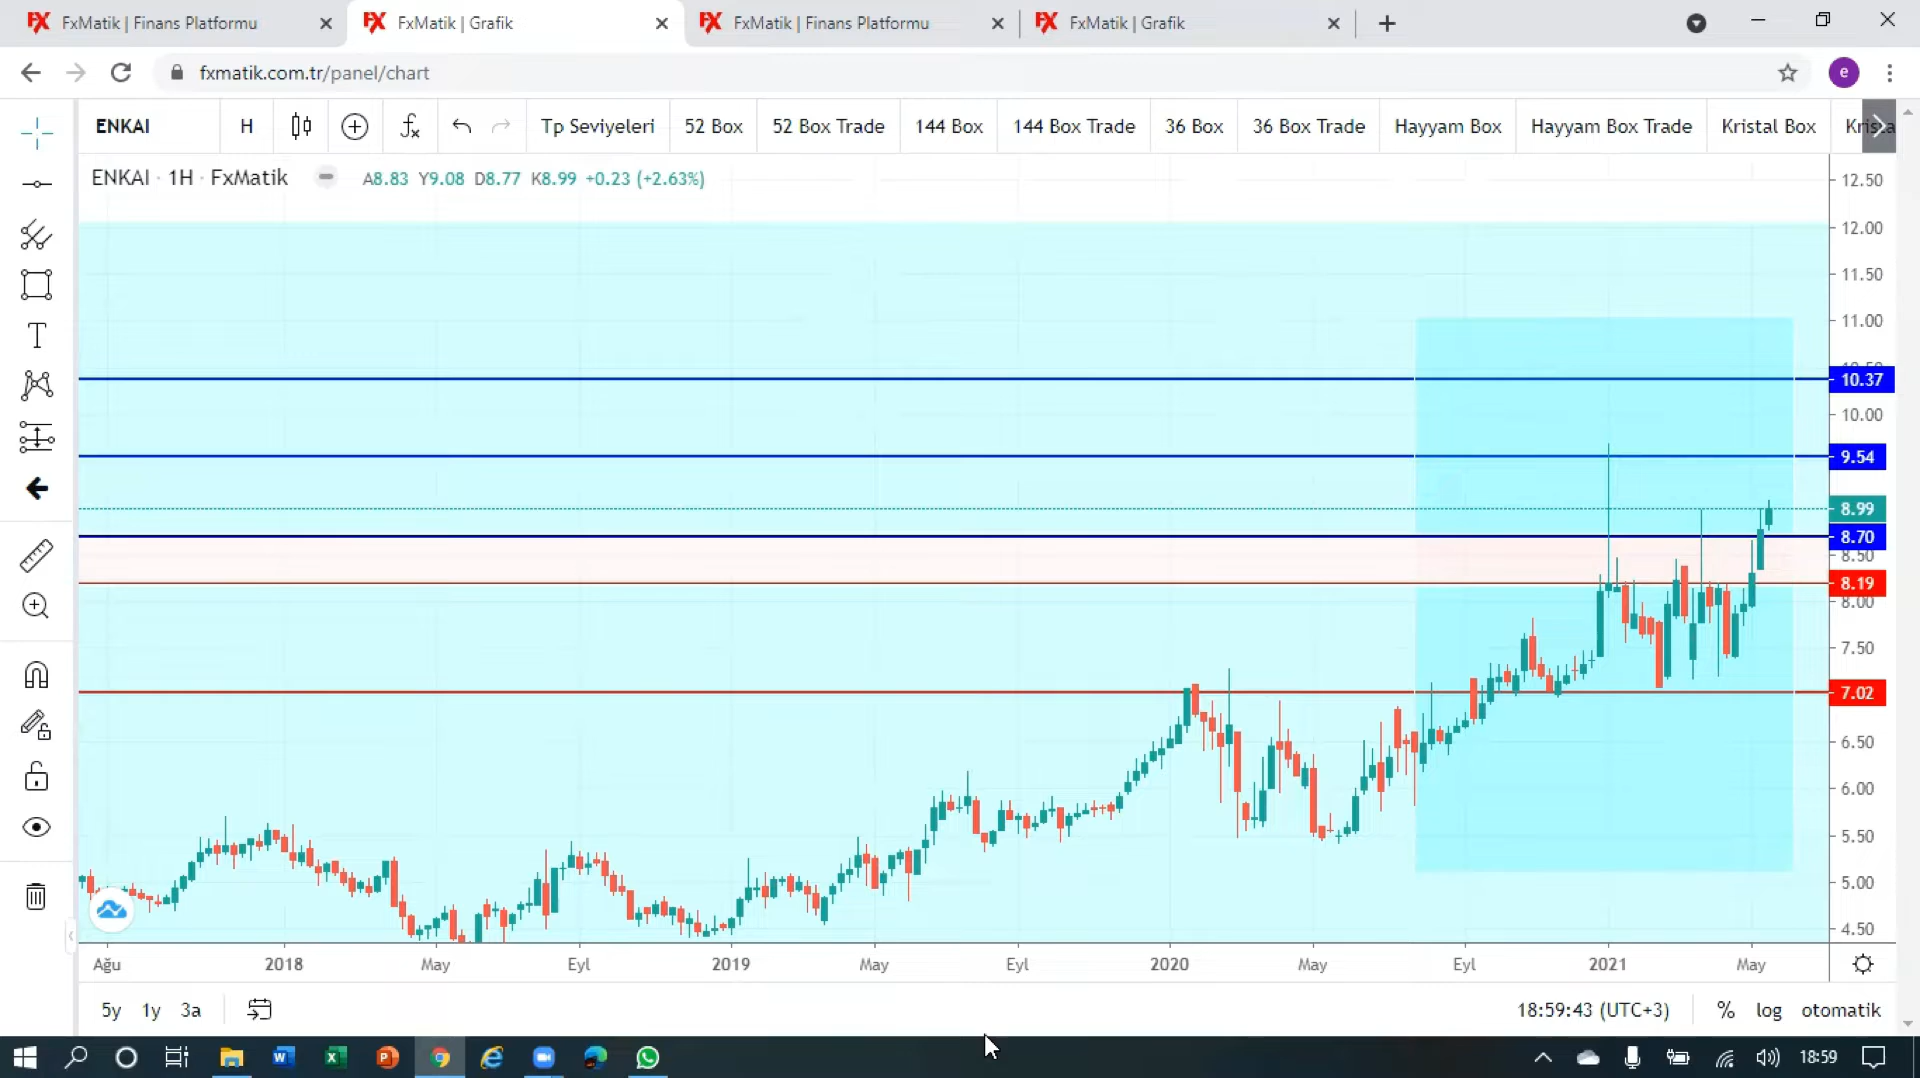 FxMatik | Finans Platformu
FxMatik | Grafik
FxMatik | Finans Platformu
FxMatik | Grafik
fxmatik.com.tr/panel/chart
e
ENKAI H Tp Seviyeleri 52 Box 52 Box Trade 144 Box 144 Box Trade 36 Box 36 Box Trade Hayyam Box Hayyam Box Trade Kristal Box
ENKAI · 1H · FxMatik A8.83 Y9.08 D8.77 K8.99 +0.23 (+2.63%)
12.50
12.00
11.50
11.00
10.37
10.00
9.54
8.99
8.70
8.50
8.19
8.00
7.50
7.02
6.50
6.00
5.50
5.00
4.50
Ağu 2018 May Eyl 2019 May Eyl 2020 May Eyl 2021 May
5y 1y 3a 18:59:43 (UTC+3) % log otomatik
18:59